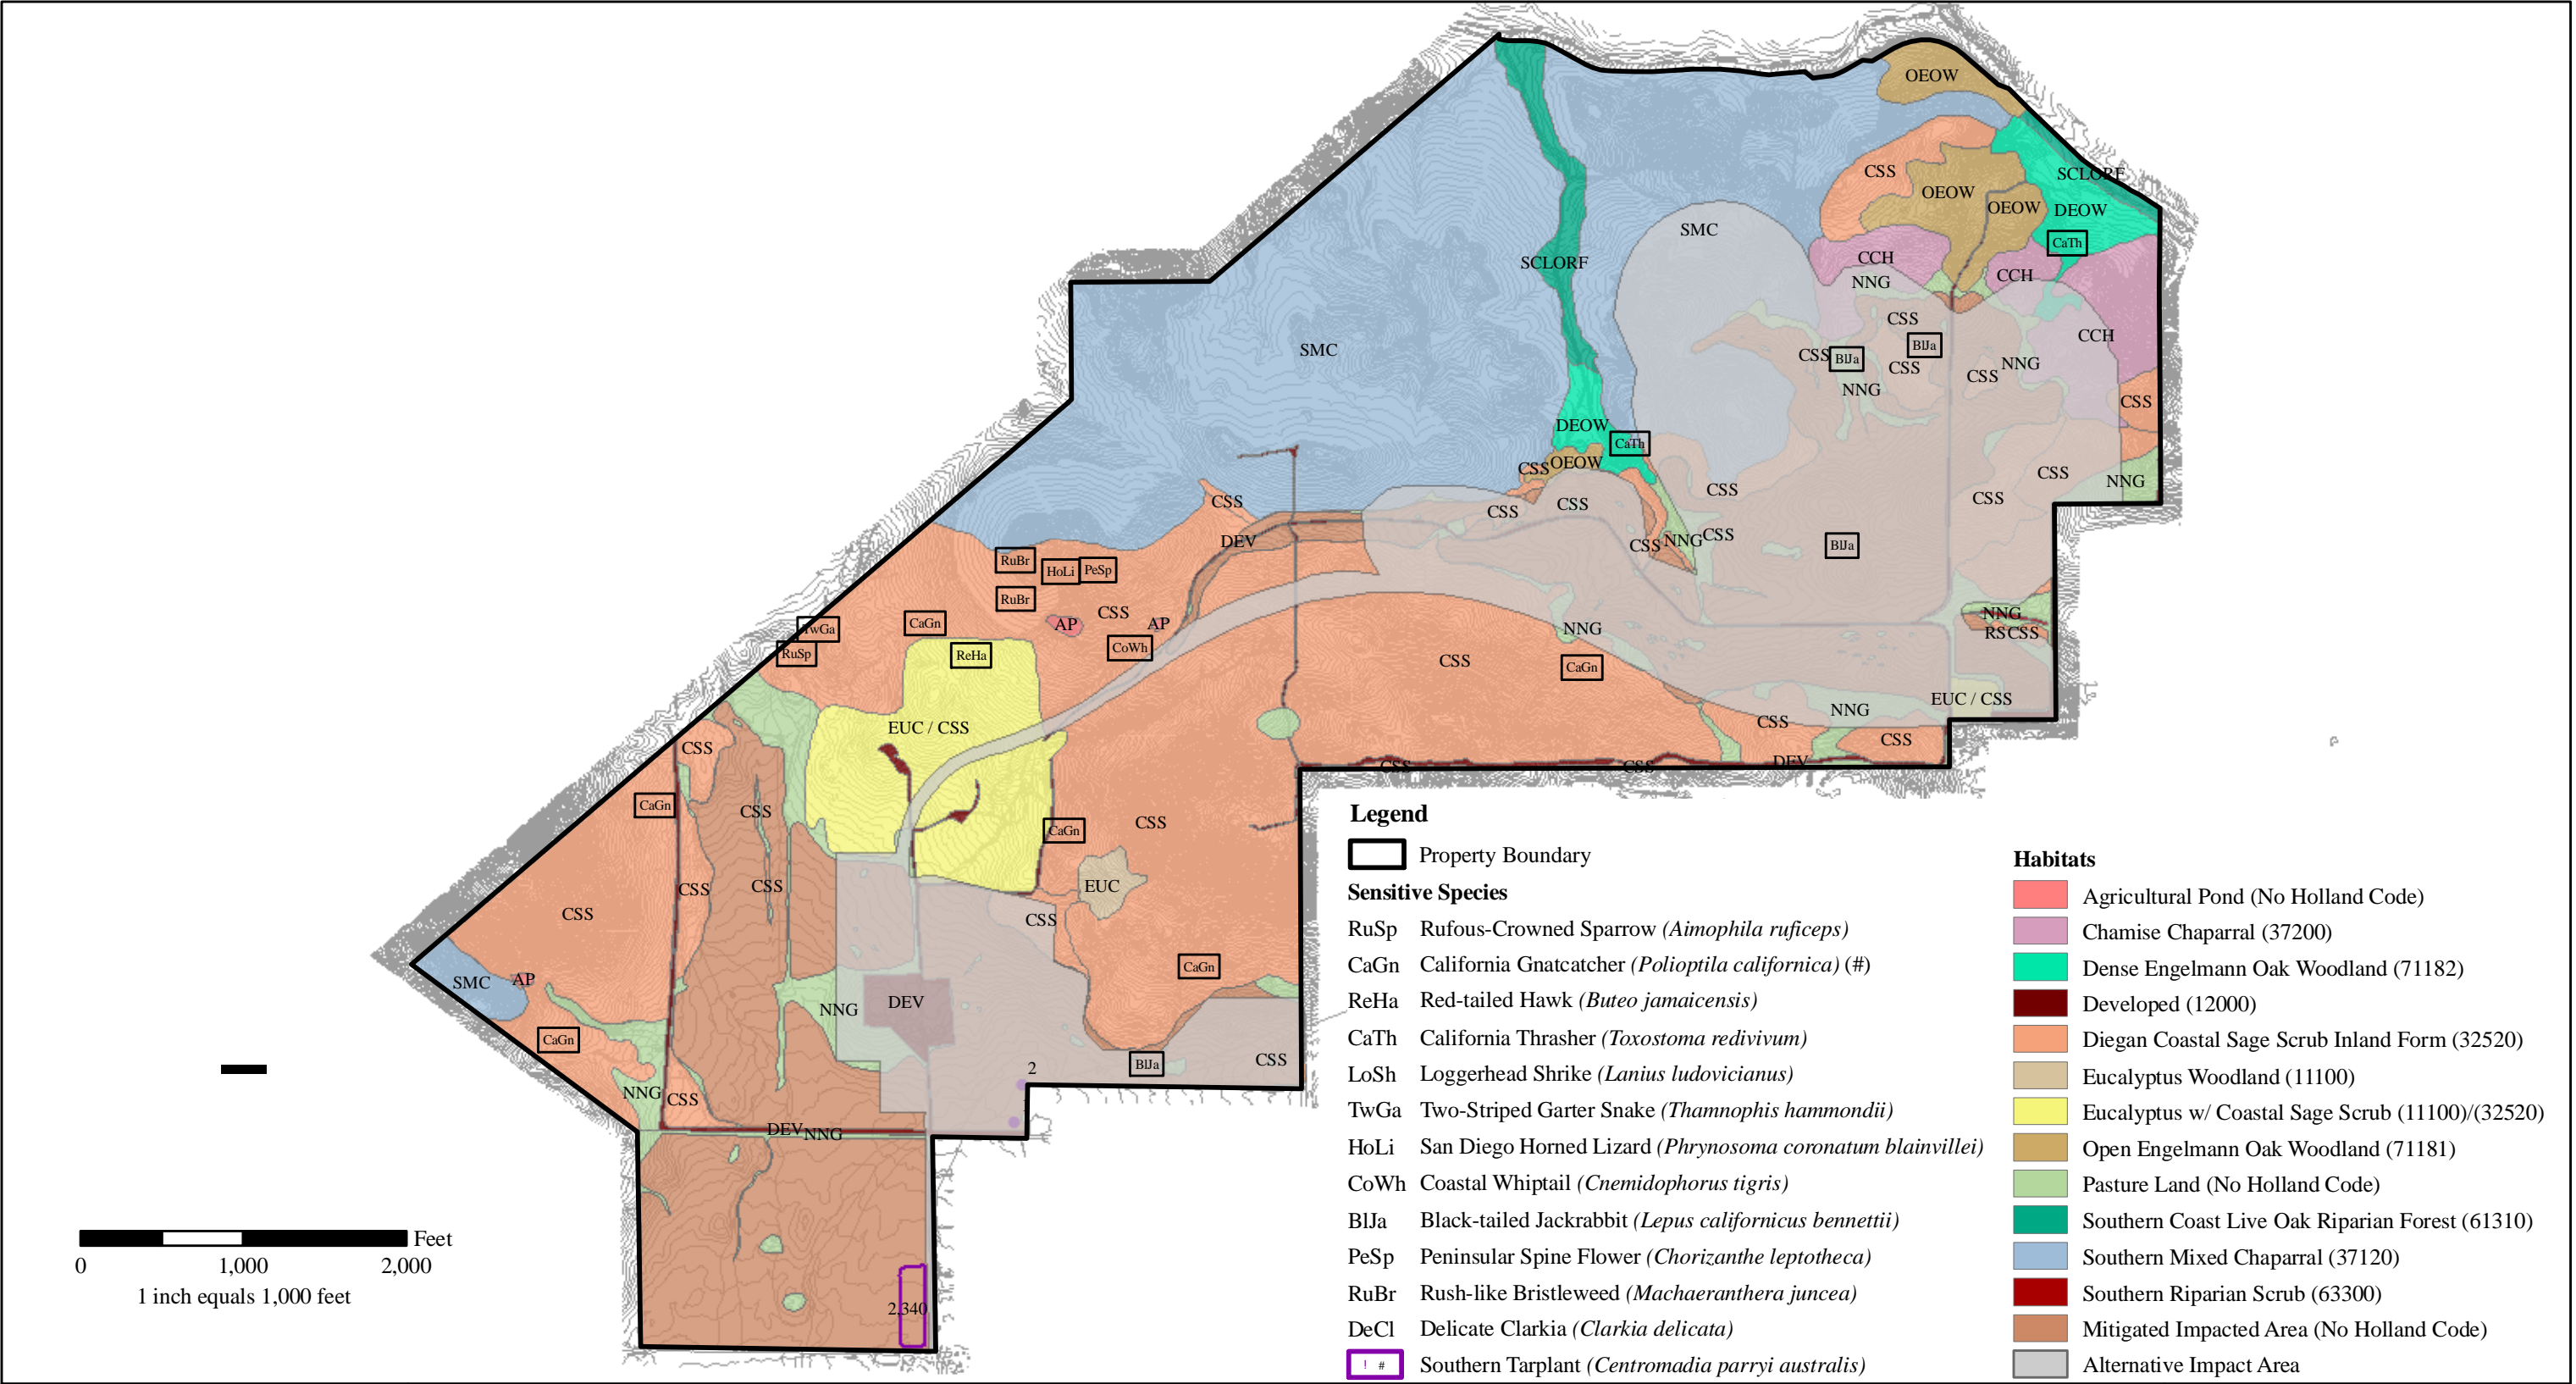 OEOW
SCLORF
CSS
OEOW
OEOW
DEOW
SMC
CaTh
CCH
SCLORF
CCH
NNG
CSS
CCH
BlJa
SMC
CSS
BlJa
CSS
NNG
CSS
NNG
CSS
DEOW
CaTh
OEOW
CSS
CSS
NNG
CSS
CSS
CSS
CSS
CSS
DEV
CSS
NNG
CSS
BlJa
RuBr
HoLi
PeSp
RuBr
CSS
NNG
AP
AP
CaGn
TwGa
NNG
RSCSS
CoWh
RuSp
ReHa
CSS
CaGn
EUC / CSS
NNG
EUC / CSS
CSS
CSS
CSS
DEV
CSS
CSS
CaGn
CSS
CSS
CaGn
CSS
CSS
CSS
EUC
CSS
CSS
CaGn
SMC
AP
NNG
DEV
CaGn
CSS
BlJa
2
NNG
CSS
DEV
NNG
2,340
Feet
0 1,000 2,000
1 inch equals 1,000 feet
Legend
Property Boundary
Sensitive Species
RuSp Rufous-Crowned Sparrow (Aimophila ruficeps)
CaGn California Gnatcatcher (Polioptila californica) (#)
ReHa Red-tailed Hawk (Buteo jamaicensis)
CaTh California Thrasher (Toxostoma redivivum)
LoSh Loggerhead Shrike (Lanius ludovicianus)
TwGa Two-Striped Garter Snake (Thamnophis hammondii)
HoLi San Diego Horned Lizard (Phrynosoma coronatum blainvillei)
CoWh Coastal Whiptail (Cnemidophorus tigris)
BlJa Black-tailed Jackrabbit (Lepus californicus bennettii)
PeSp Peninsular Spine Flower (Chorizanthe leptotheca)
RuBr Rush-like Bristleweed (Machaeranthera juncea)
DeCl Delicate Clarkia (Clarkia delicata)
! # Southern Tarplant (Centromadia parryi australis)
Habitats
Agricultural Pond (No Holland Code)
Chamise Chaparral (37200)
Dense Engelmann Oak Woodland (71182)
Developed (12000)
Diegan Coastal Sage Scrub Inland Form (32520)
Eucalyptus Woodland (11100)
Eucalyptus w/ Coastal Sage Scrub (11100)/(32520)
Open Engelmann Oak Woodland (71181)
Pasture Land (No Holland Code)
Southern Coast Live Oak Riparian Forest (61310)
Southern Mixed Chaparral (37120)
Southern Riparian Scrub (63300)
Mitigated Impacted Area (No Holland Code)
Alternative Impact Area